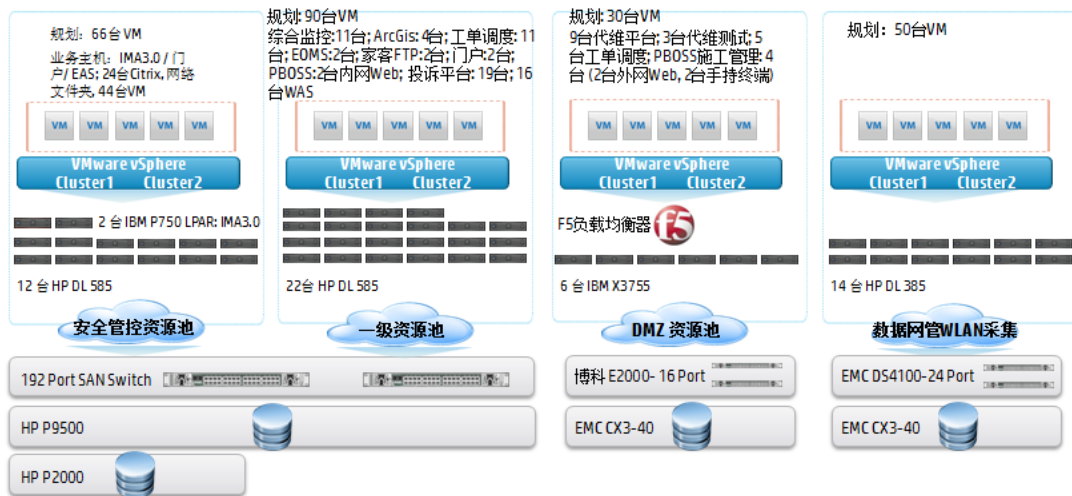 规划: 66台VM
业务主机: IMA3.0 / 门
户/ EAS; 24台Citrix, 网络
文件夹, 44台VM
VM VM VM VM VM
VMware vSphere
Cluster1 Cluster2
2 台 IBM P750 LPAR: IMA3.0
12 台 HP DL 585
安全管控资源池
规划: 90台VM
综合监控:11台; ArcGis: 4台; 工单调度: 11
台; EOMS:2台; 家客FTP:2台; 门户:2台;
PBOSS:2台内网Web; 投诉平台: 19台; 16
台WAS
VM VM VM VM VM
VMware vSphere
Cluster1 Cluster2
22台 HP DL 585
一级资源池
规划: 30台VM
9台代维平台; 3台代维测试; 5
台工单调度; PBOSS施工管理: 4
台 (2台外网Web, 2台手持终端)
VM VM VM VM VM
VMware vSphere
Cluster1 Cluster2
F5负载均衡器
f5
6 台 IBM X3755
DMZ 资源池
规划: 50台VM
VM VM VM VM VM
VMware vSphere
Cluster1 Cluster2
14 台 HP DL 385
数据网管WLAN采集
192 Port SAN Switch
博科 E2000- 16 Port
EMC DS4100-24 Port
HP P9500
EMC CX3-40
EMC CX3-40
HP P2000